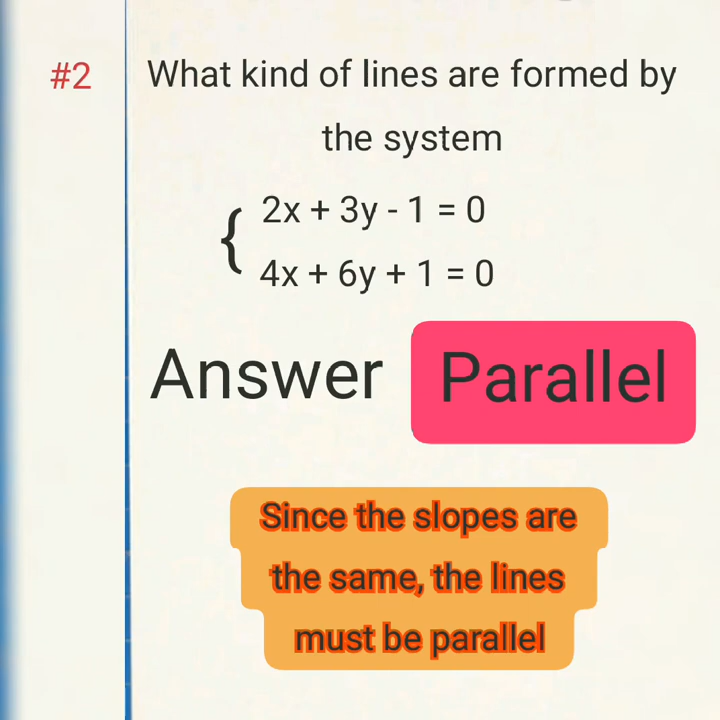 #2
What kind of lines are formed by
the system
{ 2x + 3y - 1 = 0
4x + 6y + 1 = 0
Answer Parallel
Since the slopes are
the same, the lines
must be parallel